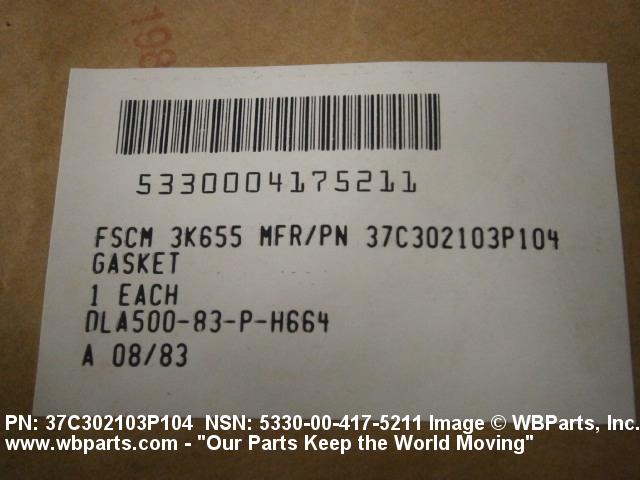 198
5330004175211
FSCM 3K655 MFR/PN 37C302103P104
GASKET
1 EACH
DLA500-83-P-H664
A 08/83
PN: 37C302103P104 NSN: 5330-00-417-5211 Image © WBParts, Inc.
www.wbparts.com - "Our Parts Keep the World Moving"